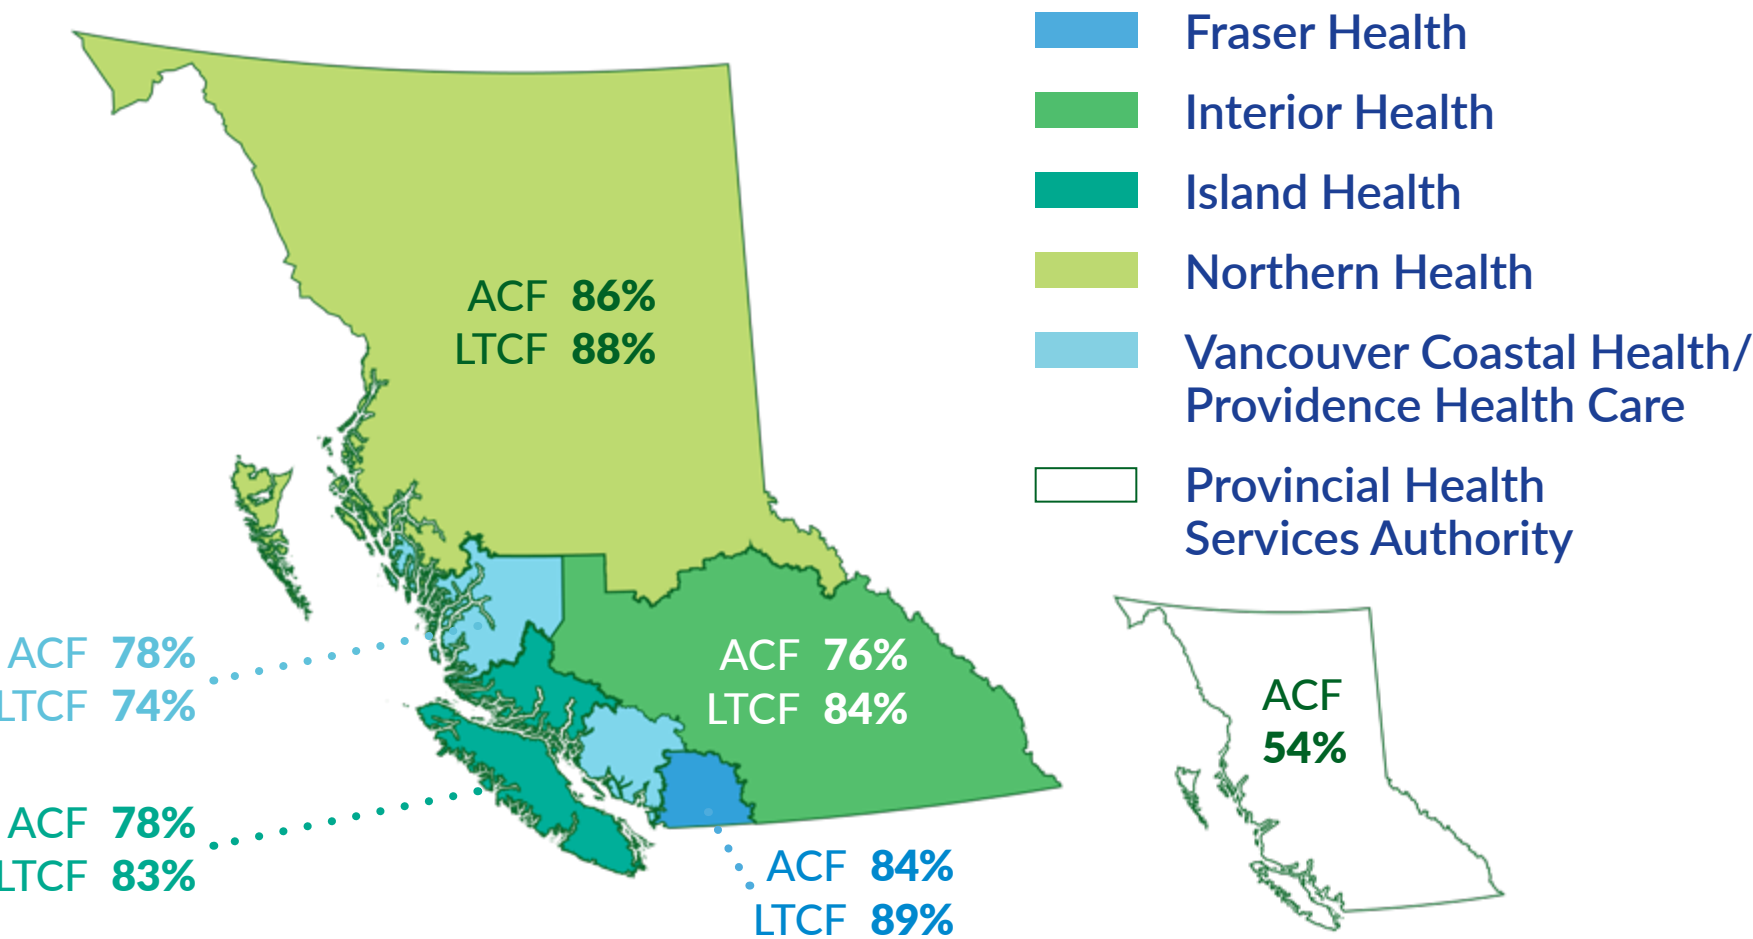 Fraser Health
Interior Health
Island Health
Northern Health
Vancouver Coastal Health/
Providence Health Care
Provincial Health
Services Authority
ACF 86%
LTCF 88%
ACF 78%
LTCF 74%
ACF 76%
LTCF 84%
ACF
54%
ACF 78%
LTCF 83%
ACF 84%
LTCF 89%